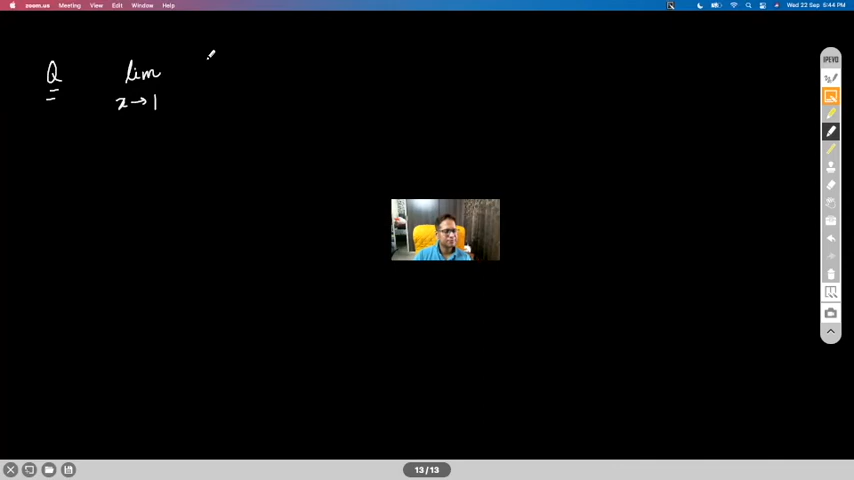 zoom.us Meeting View Edit Window Help Wed 22 Sep 5:44 PM
IPEVO
Q lim
x→1
13/13